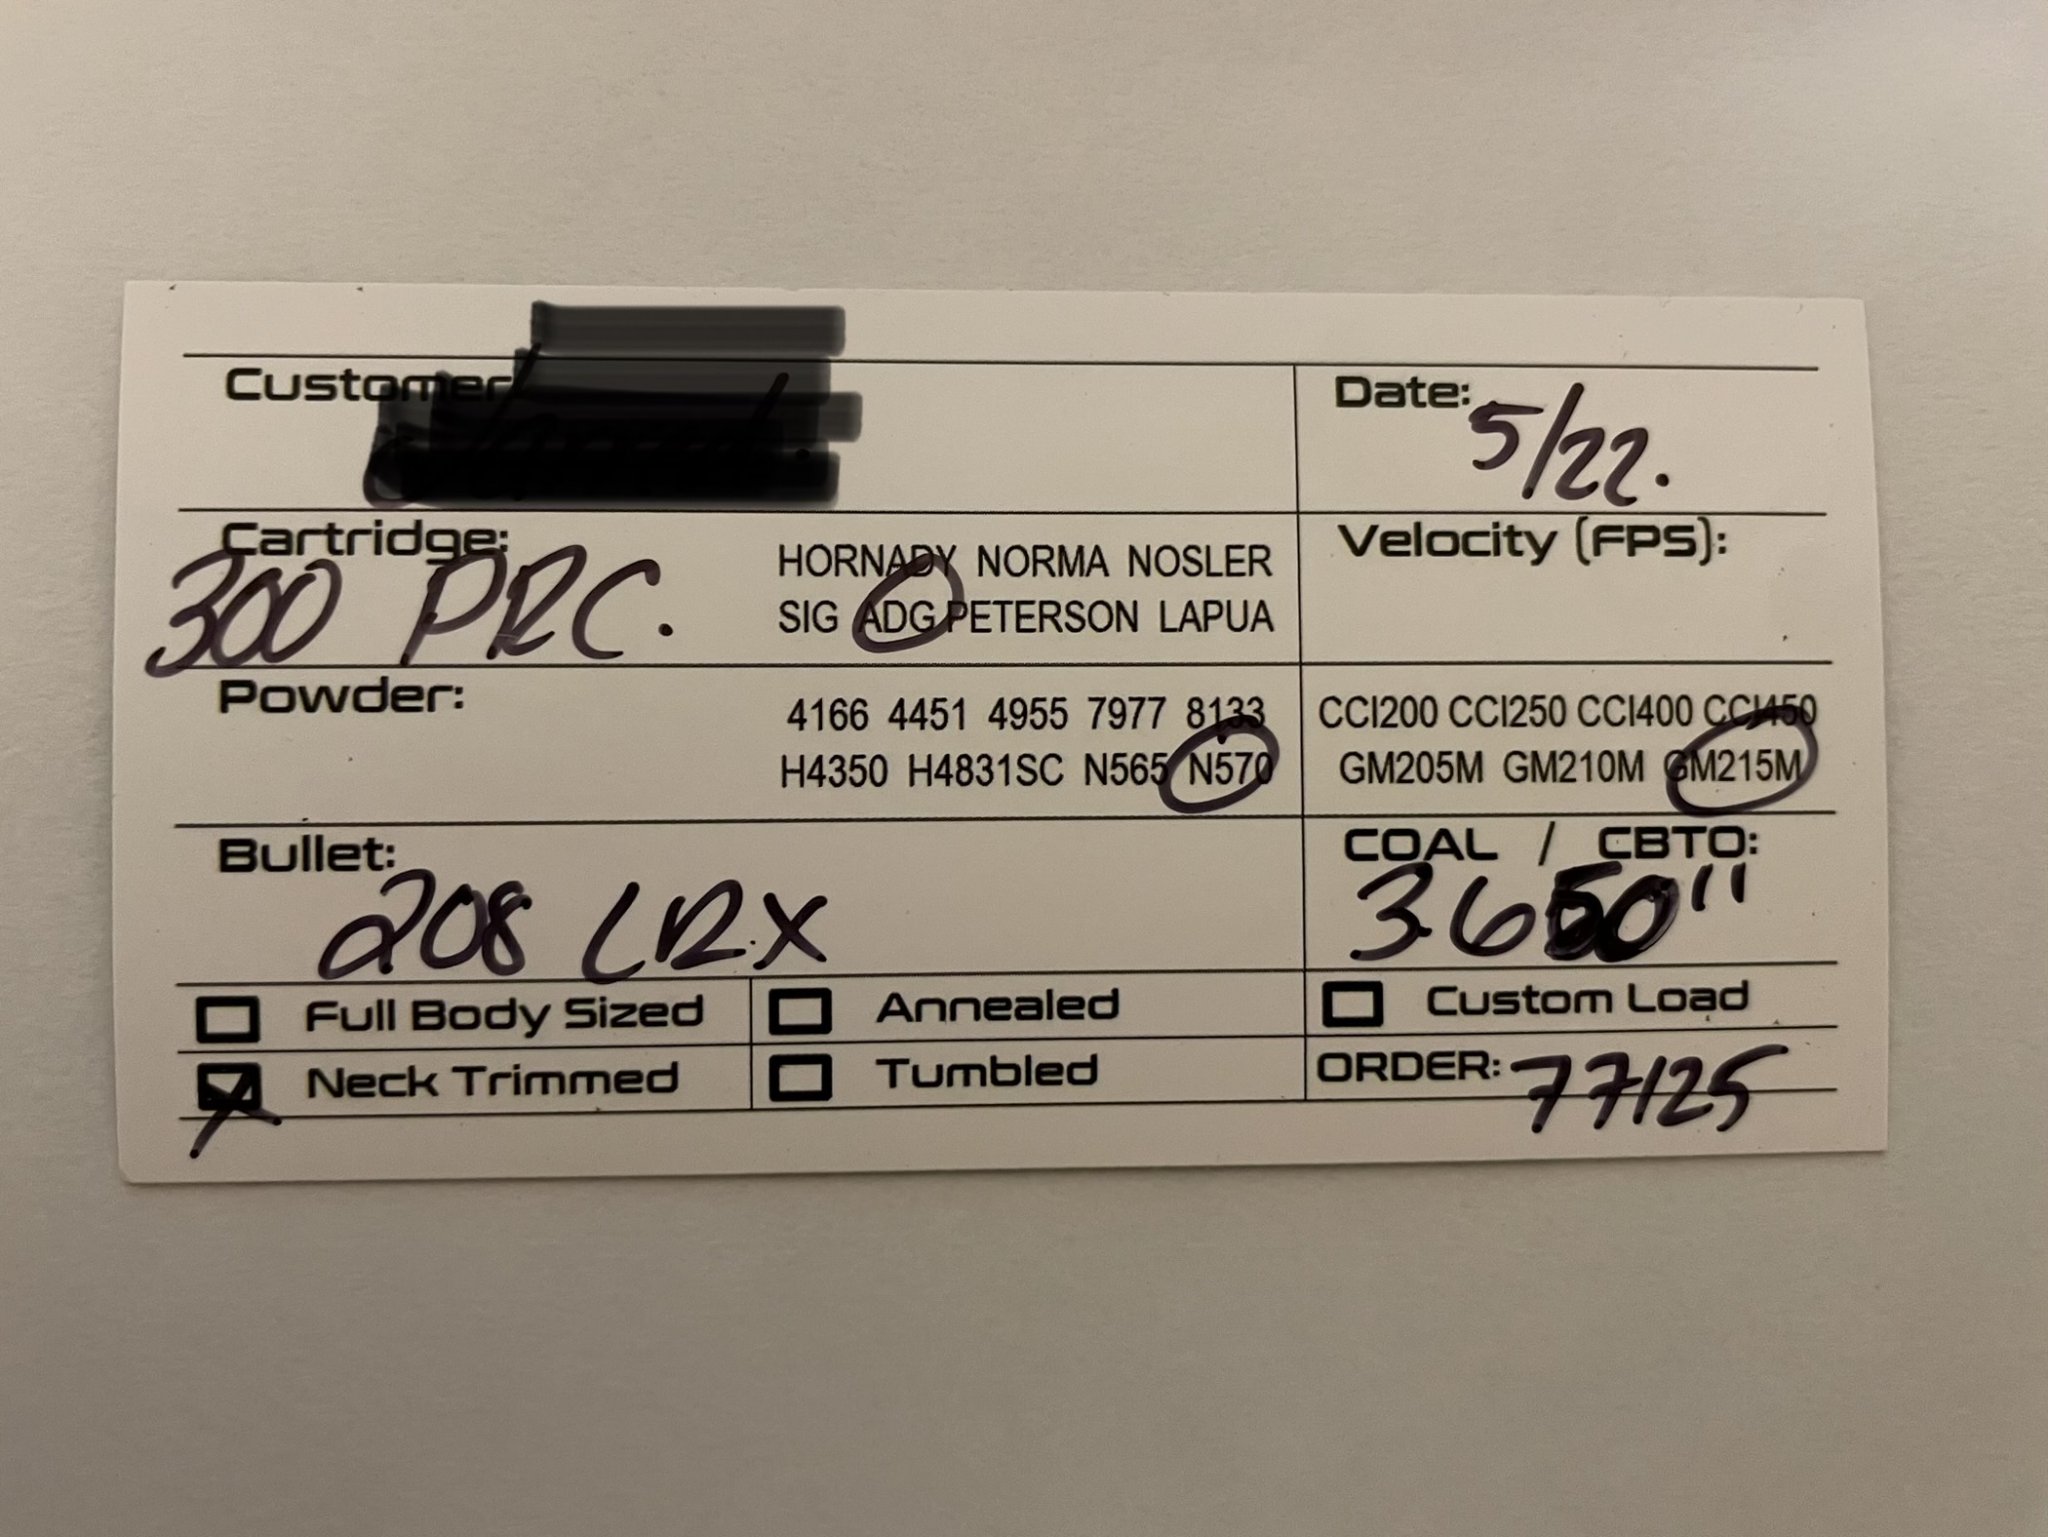 Customer
Date: 5/22.
Cartridge: 300 PRC.
HORNADY NORMA NOSLER
SIG ADG PETERSON LAPUA
Velocity (FPS):
Powder:
4166 4451 4955 7977 8133
H4350 H4831SC N565 N570
CCI200 CCI250 CCI400 CCI450
GM205M GM210M GM215M
Bullet: 208 LRX
COAL / CBTO:
3.650"
Full Body Sized
Annealed
Custom Load
Neck Trimmed
Tumbled
ORDER: 77125